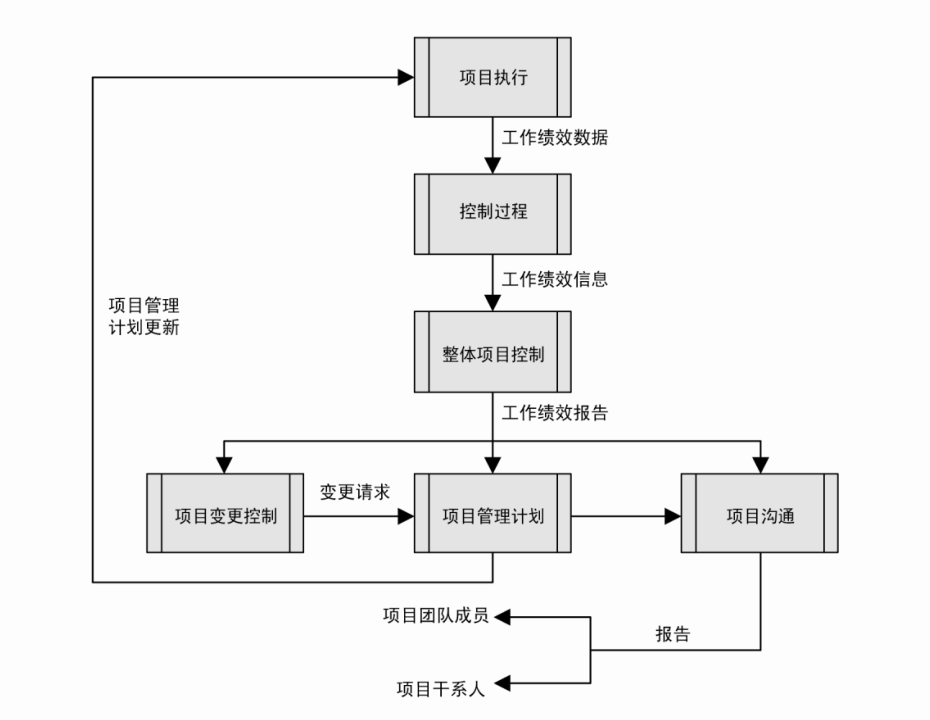 项目执行
工作绩效数据
控制过程
工作绩效信息
项目管理
计划更新
整体项目控制
工作绩效报告
变更请求
项目变更控制
项目管理计划
项目沟通
项目团队成员
报告
项目干系人